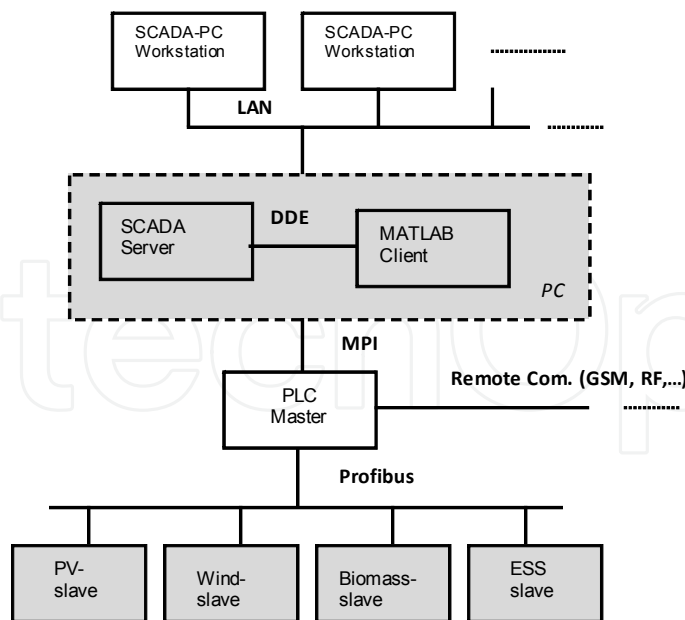 SCADA-PC
Workstation
SCADA-PC
Workstation
LAN
SCADA
Server
DDE
MATLAB
Client
PC
MPI
PLC
Master
Remote Com. (GSM, RF,...)
Profibus
PV-
slave
Wind-
slave
Biomass-
slave
ESS
slave